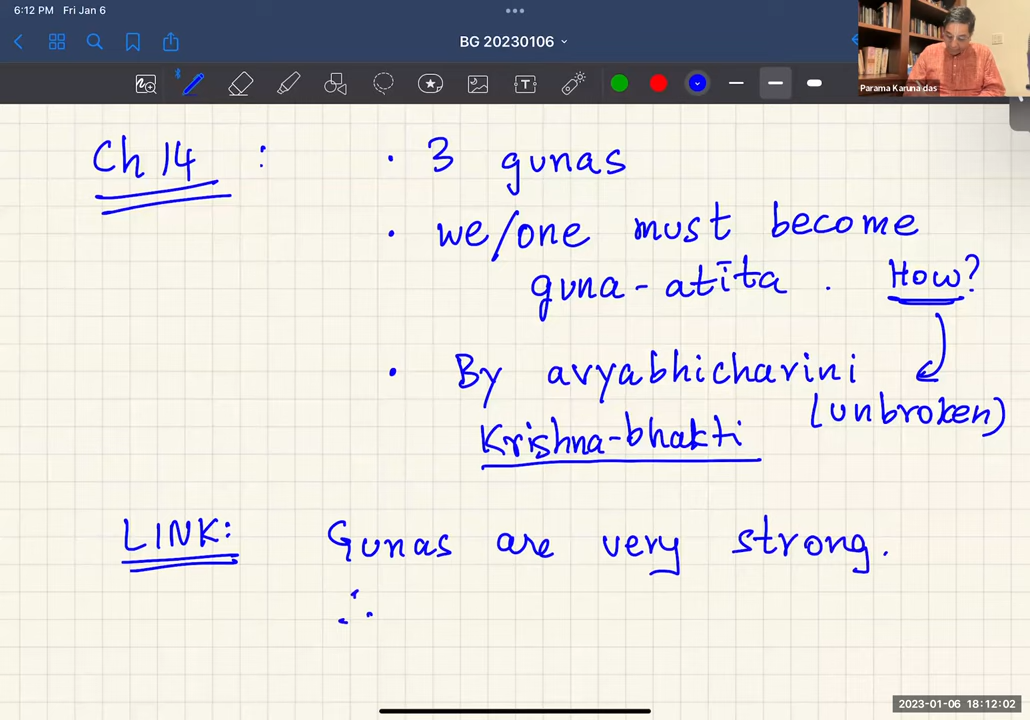 6:12 PM Fri Jan 6
BG 20230106
Parama Karuna das
Ch 14 : · 3 gunas
· we/one must become
guna-atīta . How?
· By avyabhicharini (unbroken)
Krishna-bhakti
LINK: Gunas are very strong.
∴
2023-01-06 18:12:02